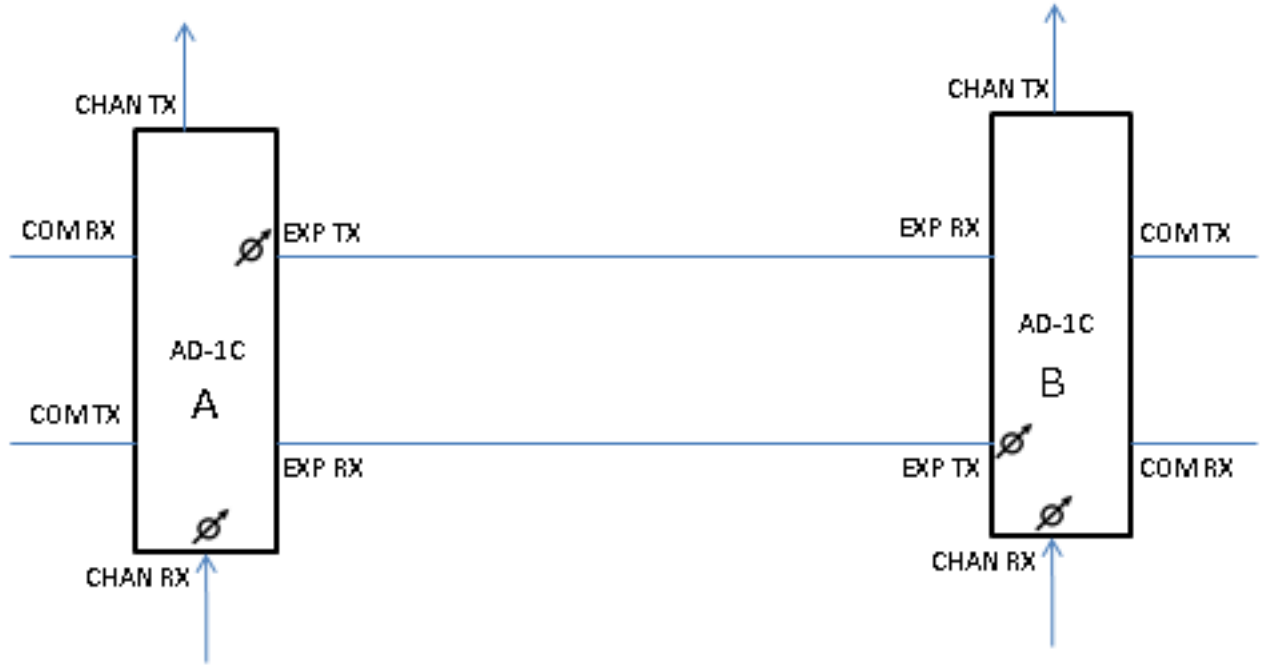 CHAN TX
CHAN TX
COM RX
EXP TX
EXP RX
COM TX
AD-1C
A
AD-1C
B
COM TX
EXP RX
EXP TX
COM RX
CHAN RX
CHAN RX